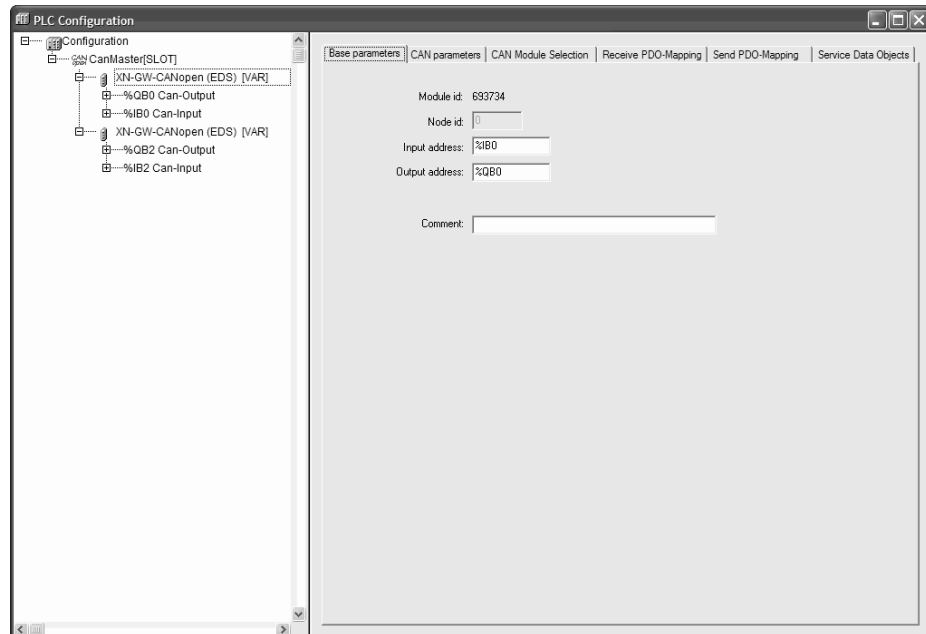 PLC Configuration
Configuration
CAN open CanMaster[SLOT]
XN-GW-CANopen (EDS) [VAR]
%QB0 Can-Output
%IB0 Can-Input
XN-GW-CANopen (EDS) [VAR]
%QB2 Can-Output
%IB2 Can-Input
Base parameters CAN parameters CAN Module Selection Receive PDO-Mapping Send PDO-Mapping Service Data Objects
Module id: 693734
Node id: 0
Input address: %IB0
Output address: %QB0
Comment: